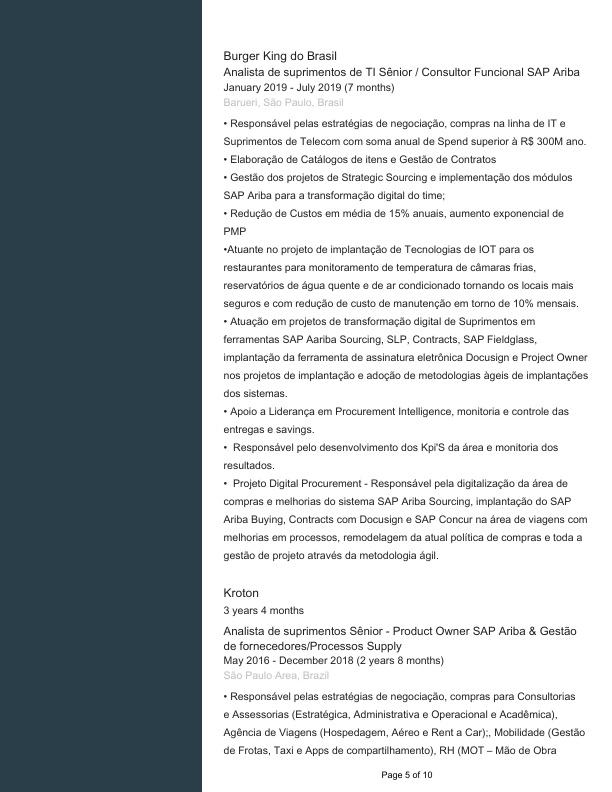 Burger King do Brasil
Analista de suprimentos de TI Sênior / Consultor Funcional SAP Ariba
January 2019 - July 2019 (7 months)
Barueri, São Paulo, Brasil
• Responsável pelas estratégias de negociação, compras na linha de IT e
Suprimentos de Telecom com soma anual de Spend superior à R$ 300M ano.
• Elaboração de Catálogos de itens e Gestão de Contratos
• Gestão dos projetos de Strategic Sourcing e implementação dos módulos
SAP Ariba para a transformação digital do time;
• Redução de Custos em média de 15% anuais, aumento exponencial de
PMP
•Atuante no projeto de implantação de Tecnologias de IOT para os
restaurantes para monitoramento de temperatura de câmaras frias,
reservatórios de água quente e de ar condicionado tornando os locais mais
seguros e com redução de custo de manutenção em torno de 10% mensais.
• Atuação em projetos de transformação digital de Suprimentos em
ferramentas SAP Aariba Sourcing, SLP, Contracts, SAP Fieldglass,
implantação da ferramenta de assinatura eletrônica Docusign e Project Owner
nos projetos de implantação e adoção de metodologias àgeis de implantações
dos sistemas.
• Apoio a Liderança em Procurement Intelligence, monitoria e controle das
entregas e savings.
•  Responsável pelo desenvolvimento dos Kpi'S da área e monitoria dos
resultados.
•  Projeto Digital Procurement - Responsável pela digitalização da área de
compras e melhorias do sistema SAP Ariba Sourcing, implantação do SAP
Ariba Buying, Contracts com Docusign e SAP Concur na área de viagens com
melhorias em processos, remodelagem da atual política de compras e toda a
gestão de projeto através da metodologia ágil.
Kroton
3 years 4 months
Analista de suprimentos Sênior - Product Owner SAP Ariba & Gestão
de fornecedores/Processos Supply
May 2016 - December 2018 (2 years 8 months)
São Paulo Area, Brazil
• Responsável pelas estratégias de negociação, compras para Consultorias
e Assessorias (Estratégica, Administrativa e Operacional e Acadêmica),
Agência de Viagens (Hospedagem, Aéreo e Rent a Car);, Mobilidade (Gestão
de Frotas, Taxi e Apps de compartilhamento), RH (MOT – Mão de Obra
Page 5 of 10